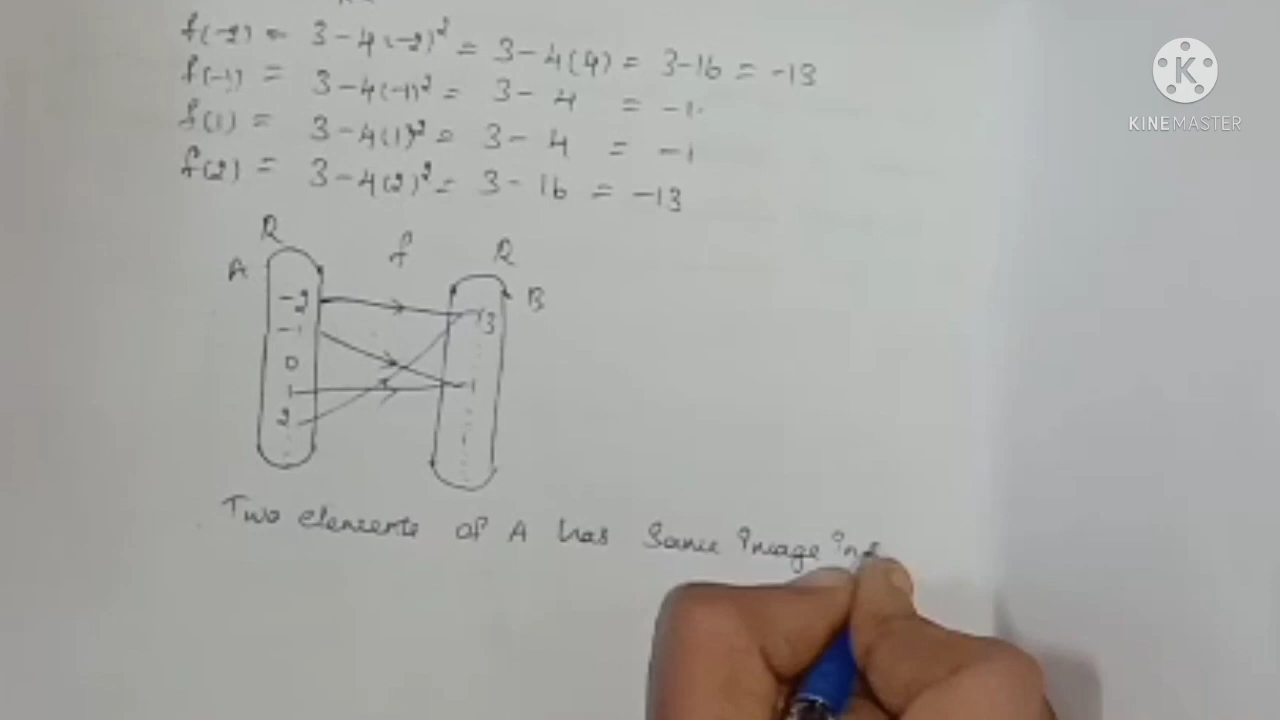 f(-2) = 3-4(-2)² = 3-4(4) = 3-16 = -13
f(-1) = 3-4(-1)² = 3-4 = -1.
f(1) = 3-4(1)² = 3-4 = -1
f(2) = 3-4(2)² = 3-16 = -13
R f R
A B
-2 -13
-1
0
1 -1
2
Two elements of A has same image in
K
KINEMASTER